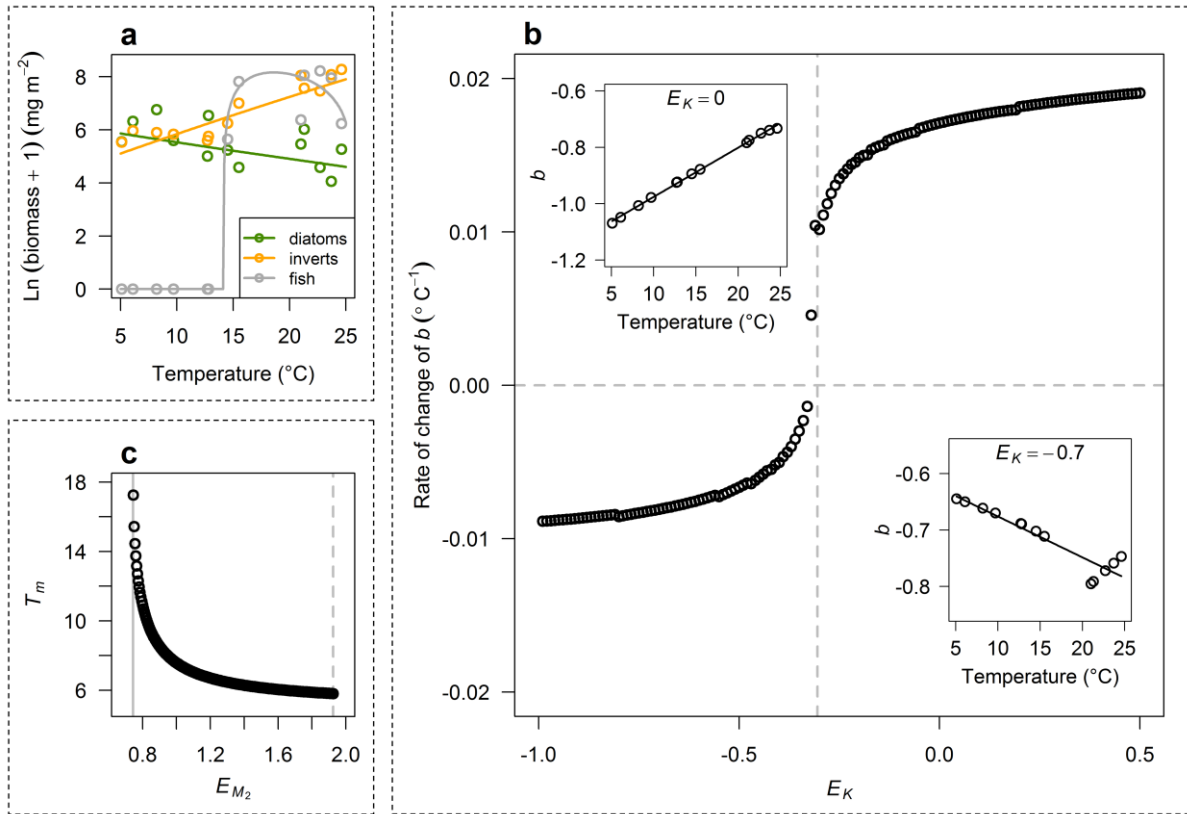 a
Ln (biomass + 1) (mg m⁻²)
8
6
4
2
0
diatoms
inverts
fish
5 10 15 20 25
Temperature (°C)
b
Rate of change of b (° C⁻¹)
0.02
0.01
0.00
-0.01
-0.02
E_K = 0
b
-0.6
-0.8
-1.0
-1.2
5 10 15 20 25
Temperature (°C)
E_K = −0.7
b
-0.6
-0.7
-0.8
5 10 15 20 25
Temperature (°C)
-1.0 -0.5 0.0 0.5
E_K
c
T_m
18
14
10
6
0.8 1.2 1.6 2.0
E_M₂